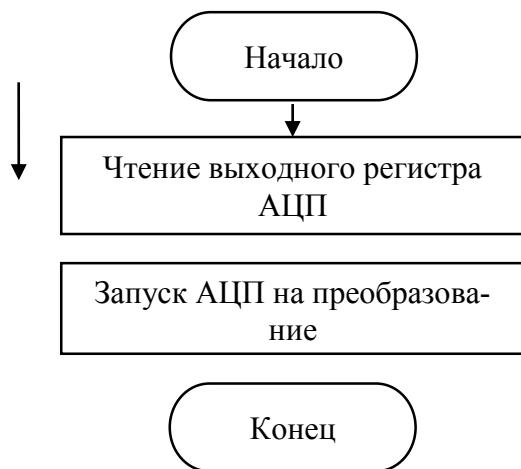 Начало
Чтение выходного регистра
АЦП
Запуск АЦП на преобразова-
ние
Конец